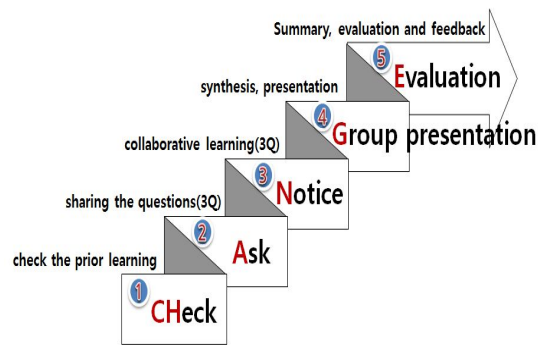 Summary, evaluation and feedback
5
Evaluation
synthesis, presentation
4
Group presentation
collaborative learning(3Q)
3
Notice
sharing the questions(3Q)
2
Ask
check the prior learning
1
CHeck